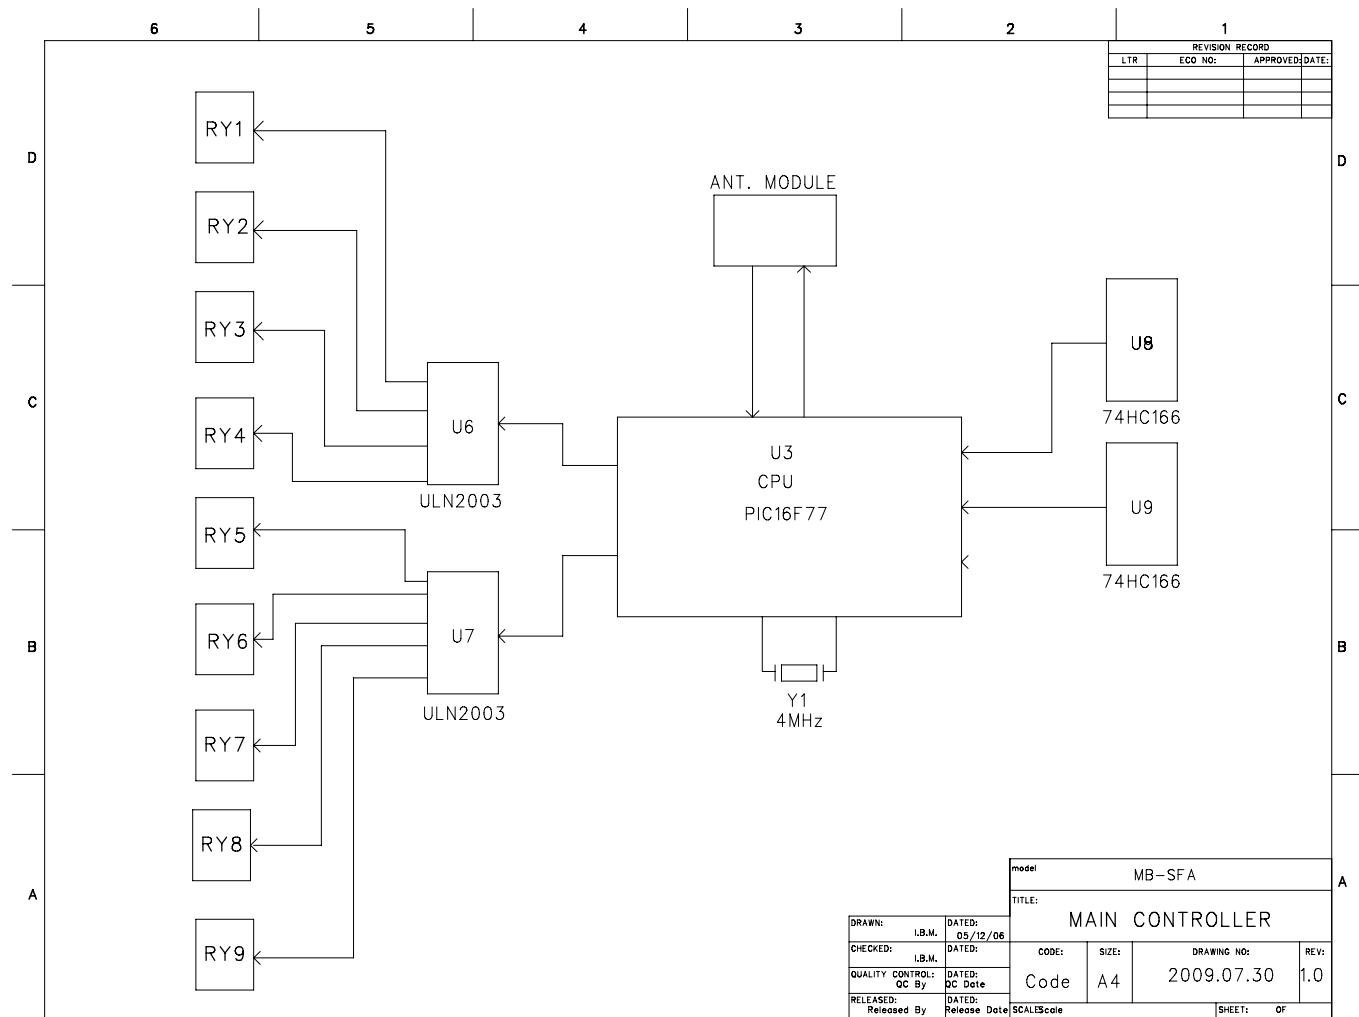 6 5 4 3 2 1
REVISION RECORD
LTR ECO NO: APPROVED: DATE:
D D
RY1
RY2
ANT. MODULE
RY3
U8
C C
74HC166
RY4
U6
ULN2003
U3
CPU
PIC16F77
U9
74HC166
RY5
RY6
U7
ULN2003
B B
Y1
4MHz
RY7
RY8
RY9
A A
model MB-SFA
TITLE:
MAIN CONTROLLER
DRAWN: I.B.M. DATED: 05/12/06
CHECKED: I.B.M. DATED:
QUALITY CONTROL: QC By DATED: QC Date
RELEASED: Released By DATED: Release Date
CODE: SIZE: DRAWING NO: REV:
Code A4 2009.07.30 1.0
SCALE: Scale SHEET: OF